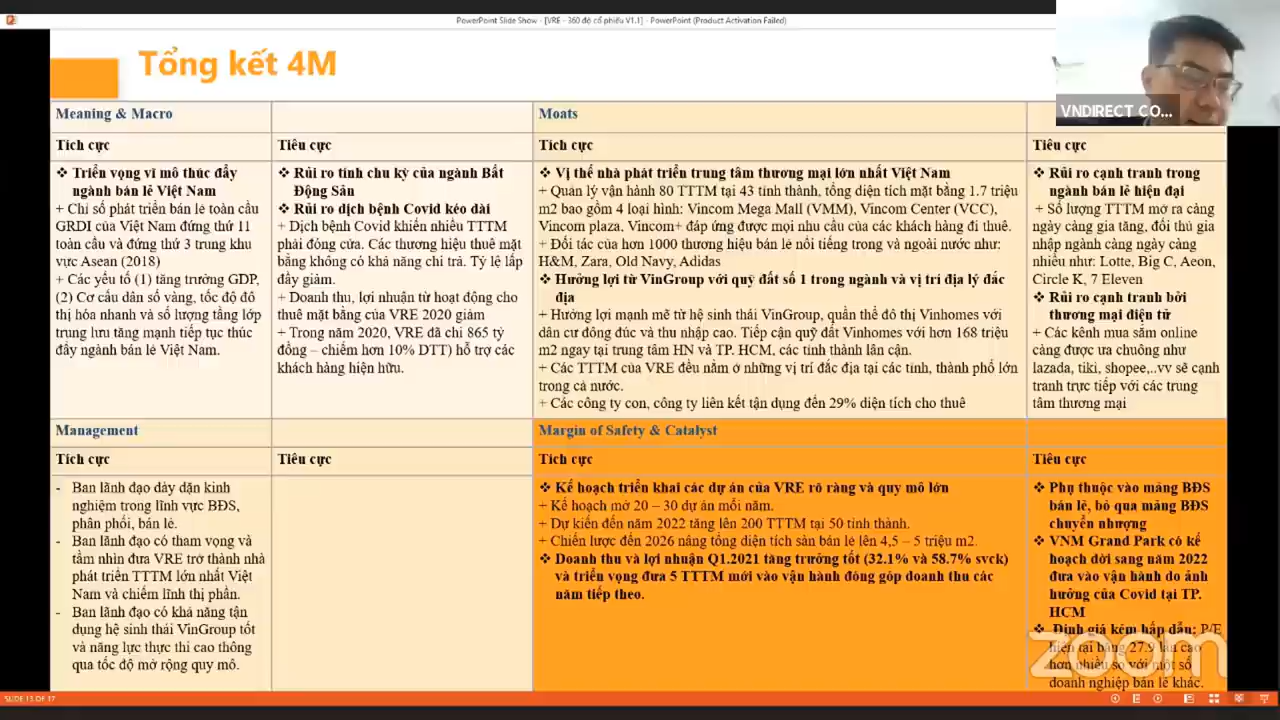 PowerPoint Slide Show - [VRE - 360 độ cổ phiếu V1.1] - PowerPoint (Product Activation Failed)
Tổng kết 4M
VNDIRECT CO...
Meaning & Macro
Tích cực
Tiêu cực
❖ Triển vọng vĩ mô thúc đẩy
ngành bán lẻ Việt Nam
+ Chỉ số phát triển bán lẻ toàn cầu
GRDI của Việt Nam đứng thứ 11
toàn cầu và đứng thứ 3 trung khu
vực Asean (2018)
+ Các yếu tố (1) tăng trưởng GDP,
(2) Cơ cấu dân số vàng, tốc độ đô
thị hóa nhanh và số lượng tầng lớp
trung lưu tăng mạnh tiếp tục thúc
đẩy ngành bán lẻ Việt Nam.
❖ Rủi ro tính chu kỳ của ngành Bất
Động Sản
❖ Rủi ro dịch bệnh Covid kéo dài
+ Dịch bệnh Covid khiến nhiều TTTM
phải đóng cửa. Các thương hiệu thuê mặt
bằng không có khả năng chi trả. Tỷ lệ lấp
đầy giảm.
+ Doanh thu, lợi nhuận từ hoạt động cho
thuê mặt bằng của VRE 2020 giảm
+ Trong năm 2020, VRE đã chi 865 tỷ
đồng – chiếm hơn 10% DTT) hỗ trợ các
khách hàng hiện hữu.
Moats
Tích cực
Tiêu cực
❖ Vị thế nhà phát triển trung tâm thương mại lớn nhất Việt Nam
+ Quản lý vận hành 80 TTTM tại 43 tỉnh thành, tổng diện tích mặt bằng 1.7 triệu
m2 bao gồm 4 loại hình: Vincom Mega Mall (VMM), Vincom Center (VCC),
Vincom plaza, Vincom+ đáp ứng được mọi nhu cầu của các khách hàng đi thuê.
+ Đối tác của hơn 1000 thương hiệu bán lẻ nổi tiếng trong và ngoài nước như:
H&M, Zara, Old Navy, Adidas
❖ Hưởng lợi từ VinGroup với quỹ đất số 1 trong ngành và vị trí địa lý đắc
địa
+ Hưởng lợi mạnh mẽ từ hệ sinh thái VinGroup, quần thể đô thị Vinhomes với
dân cư đông đúc và thu nhập cao. Tiếp cận quỹ đất Vinhomes với hơn 168 triệu
m2 ngay tại trung tâm HN và TP. HCM, các tỉnh thành lân cận.
+ Các TTTM của VRE đều nằm ở những vị trí đắc địa tại các tỉnh, thành phố lớn
trong cả nước.
+ Các công ty con, công ty liên kết tận dụng đến 29% diện tích cho thuê
❖ Rủi ro cạnh tranh trong
ngành bán lẻ hiện đại
+ Số lượng TTTM mở ra càng
ngày càng gia tăng, đối thủ gia
nhập ngành càng ngày càng
nhiều như: Lotte, Big C, Aeon,
Circle K, 7 Eleven
❖ Rủi ro cạnh tranh bởi
thương mại điện tử
+ Các kênh mua sắm online
càng được ưa chuộng như
lazada, tiki, shopee,..vv sẽ cạnh
tranh trực tiếp với các trung
tâm thương mại
Management
Tích cực
Tiêu cực
- Ban lãnh đạo dày dặn kinh
nghiệm trong lĩnh vực BĐS,
phân phối, bán lẻ.
- Ban lãnh đạo có tham vọng và
tầm nhìn đưa VRE trở thành nhà
phát triển TTTM lớn nhất Việt
Nam và chiếm lĩnh thị phần.
- Ban lãnh đạo có khả năng tận
dụng hệ sinh thái VinGroup tốt
và năng lực thực thi cao thông
qua tốc độ mở rộng quy mô.
Margin of Safety & Catalyst
Tích cực
Tiêu cực
❖ Kế hoạch triển khai các dự án của VRE rõ ràng và quy mô lớn
+ Kế hoạch mở 20 – 30 dự án mỗi năm.
+ Dự kiến đến năm 2022 tăng lên 200 TTTM tại 50 tỉnh thành.
+ Chiến lược đến 2026 nâng tổng diện tích sàn bán lẻ lên 4,5 – 5 triệu m2.
❖ Doanh thu và lợi nhuận Q1.2021 tăng trưởng tốt (32.1% và 58.7% svck)
và triển vọng đưa 5 TTTM mới vào vận hành đóng góp doanh thu các
năm tiếp theo.
❖ Phụ thuộc vào mảng BĐS
bán lẻ, bỏ qua mảng BĐS
chuyển nhượng
❖ VNM Grand Park có kế
hoạch dời sang năm 2022
đưa vào vận hành do ảnh
hưởng của Covid tại TP.
HCM
❖ Định giá kém hấp dẫn: P/E
hiện tại bằng 27.9 lần cao
hơn nhiều so với một số
doanh nghiệp bán lẻ khác.
zoom
SLIDE 13 OF 17